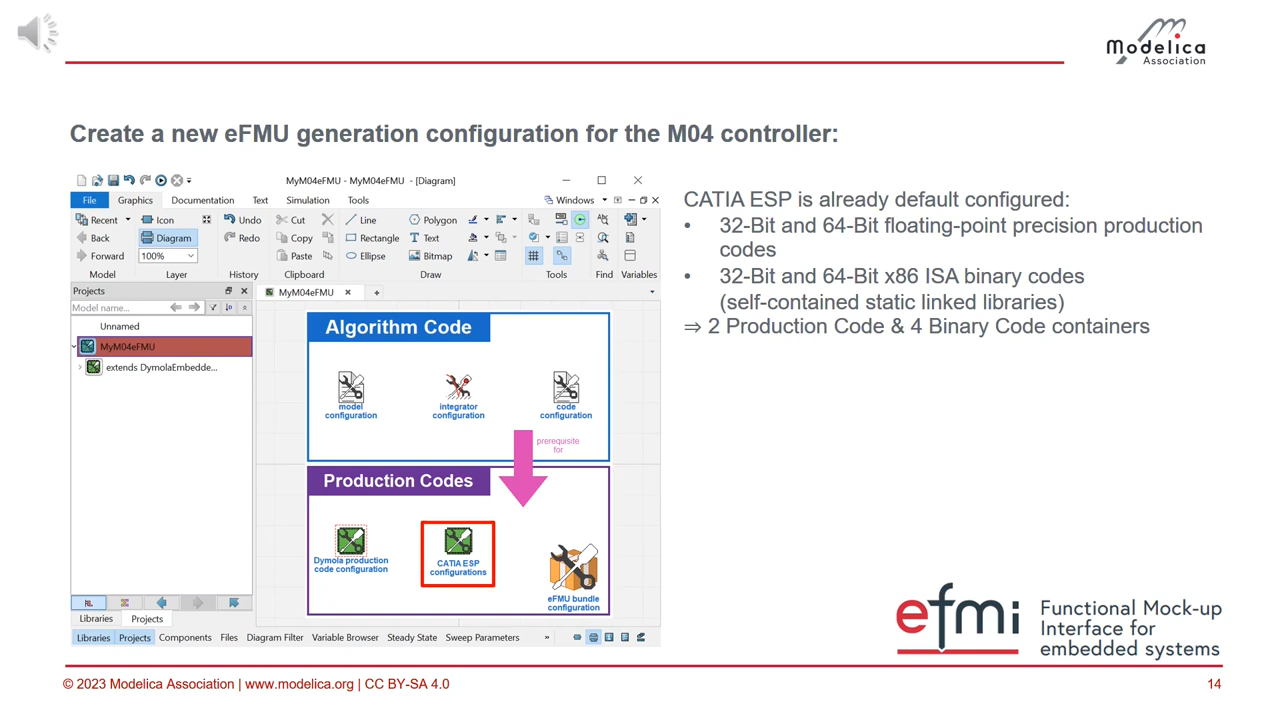 Modelica
Association
Create a new eFMU generation configuration for the M04 controller:
MyM04eFMU - MyM04eFMU - [Diagram]
File Graphics Documentation Text Simulation Tools Windows
Recent Icon Undo Cut Line Polygon
Back Diagram Redo Copy Rectangle Text
Forward 100% Paste Ellipse Bitmap
Model Layer History Clipboard Draw Tools Find Variables
Projects
MyM04eFMU
Model name...
Unnamed
MyM04eFMU
extends DymolaEmbedde...
Algorithm Code
model
configuration
integrator
configuration
code
configuration
prerequisite
for
Production Codes
Dymola production
code configuration
CATIA ESP
configurations
eFMU bundle
configuration
Libraries Projects
Libraries Projects Components Files Diagram Filter Variable Browser Steady State Sweep Parameters »
CATIA ESP is already default configured:
• 32-Bit and 64-Bit floating-point precision production
codes
• 32-Bit and 64-Bit x86 ISA binary codes
(self-contained static linked libraries)
⇒ 2 Production Code & 4 Binary Code containers
efmi
Functional Mock-up
Interface for
embedded systems
© 2023 Modelica Association | www.modelica.org | CC BY-SA 4.0
14